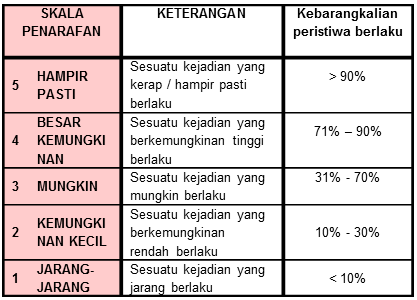 SKALA
PENARAFAN
KETERANGAN
Kebarangkalian
peristiwa berlaku
5
HAMPIR
PASTI
Sesuatu kejadian yang
kerap / hampir pasti
berlaku
> 90%
4
BESAR
KEMUNGKI
NAN
Sesuatu kejadian yang
berkemungkinan tinggi
berlaku
71% – 90%
3
MUNGKIN
Sesuatu kejadian yang
mungkin berlaku
31% - 70%
2
KEMUNGKI
NAN KECIL
Sesuatu kejadian yang
berkemungkinan
rendah berlaku
10% - 30%
1
JARANG-
JARANG
Sesuatu kejadian yang
jarang berlaku
< 10%